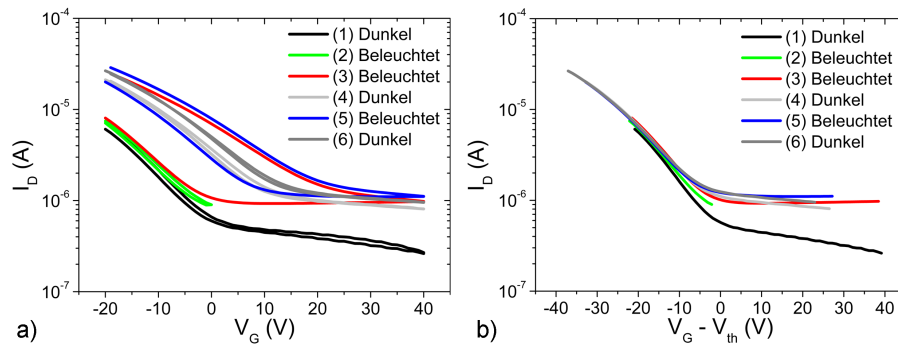 10⁻⁴
10⁻⁵
10⁻⁶
10⁻⁷
I_D (A)
(1) Dunkel
(2) Beleuchtet
(3) Beleuchtet
(4) Dunkel
(5) Beleuchtet
(6) Dunkel
-20 -10 0 10 20 30 40
V_G (V)
a)
10⁻⁴
10⁻⁵
10⁻⁶
10⁻⁷
I_D (A)
(1) Dunkel
(2) Beleuchtet
(3) Beleuchtet
(4) Dunkel
(5) Beleuchtet
(6) Dunkel
-40 -30 -20 -10 0 10 20 30 40
V_G - V_th (V)
b)